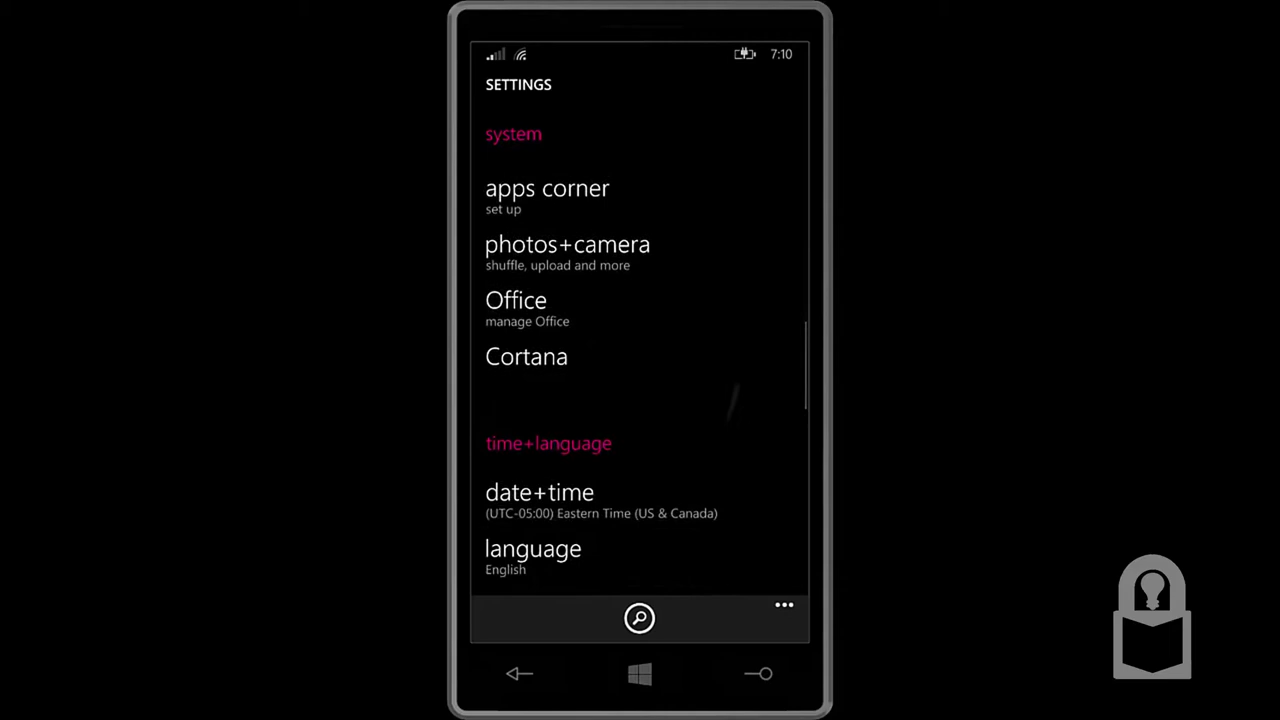 7:10
SETTINGS
system
apps corner
set up
photos+camera
shuffle, upload and more
Office
manage Office
Cortana
time+language
date+time
(UTC-05:00) Eastern Time (US & Canada)
language
English